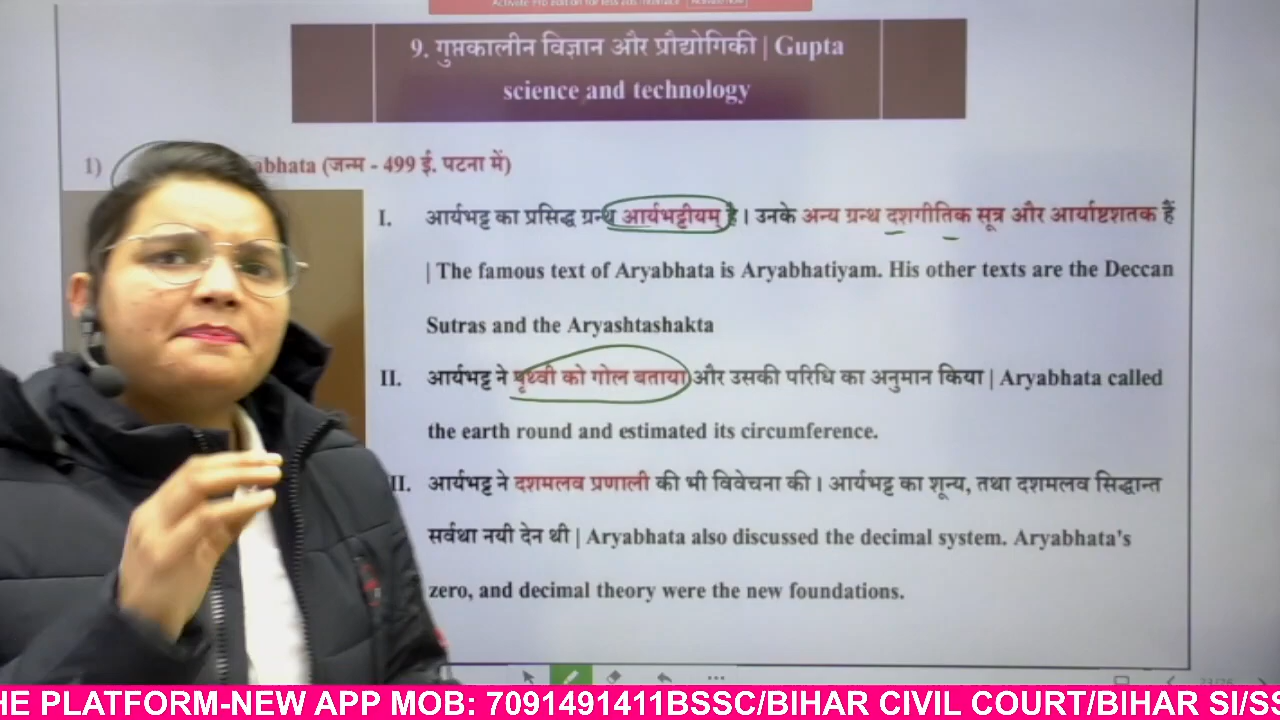 9. गुप्तकालीन विज्ञान और प्रौद्योगिकी | Gupta
science and technology
1)
abhata (जन्म - 499 ई. पटना में)
I. आर्यभट्ट का प्रसिद्ध ग्रन्थ आर्यभट्टीयम् है। उनके अन्य ग्रन्थ दशगीतिक सूत्र और आर्याष्टशतक हैं
| The famous text of Aryabhata is Aryabhatiyam. His other texts are the Deccan
Sutras and the Aryashtashakta
II. आर्यभट्ट ने पृथ्वी को गोल बताया और उसकी परिधि का अनुमान किया | Aryabhata called
the earth round and estimated its circumference.
II. आर्यभट्ट ने दशमलव प्रणाली की भी विवेचना की। आर्यभट्ट का शून्य, तथा दशमलव सिद्धान्त
सर्वथा नयी देन थी | Aryabhata also discussed the decimal system. Aryabhata's
zero, and decimal theory were the new foundations.
HE PLATFORM-NEW APP MOB: 7091491411BSSC/BIHAR CIVIL COURT/BIHAR SI/SS